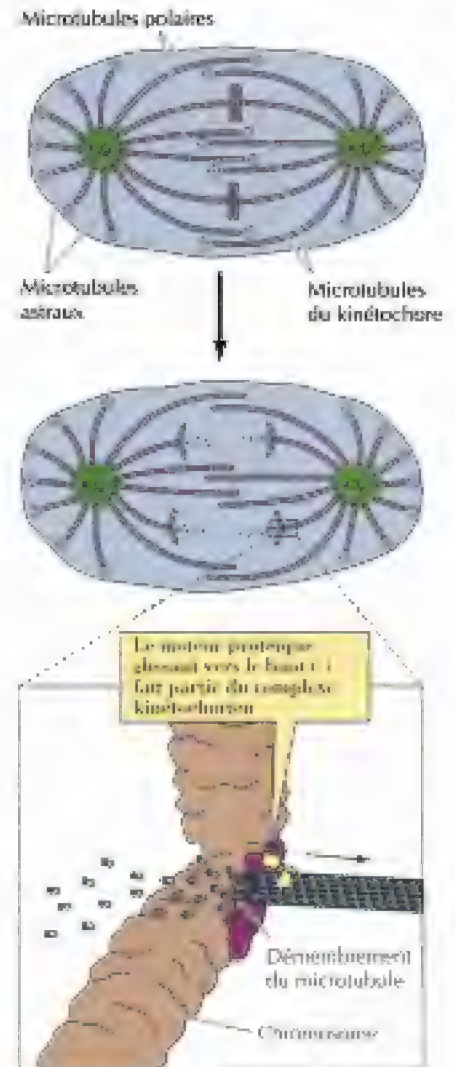 Microtubules polaires
Microtubules
astraux
Microtubules
du kinétochore
Le moteur protéique
glissant vers le bout (-)
fait partie du complexe
kinétochorien
Démembrement
du microtubule
Chromosome